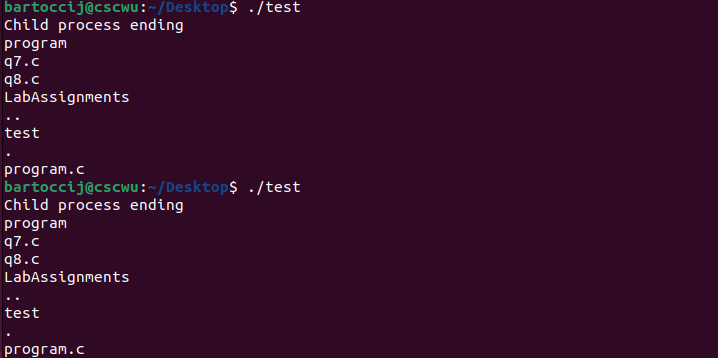 bartoccij@cscwu:~/Desktop$ ./test
Child process ending
program
q7.c
q8.c
LabAssignments
..
test
.
program.c
bartoccij@cscwu:~/Desktop$ ./test
Child process ending
program
q7.c
q8.c
LabAssignments
..
test
.
program.c